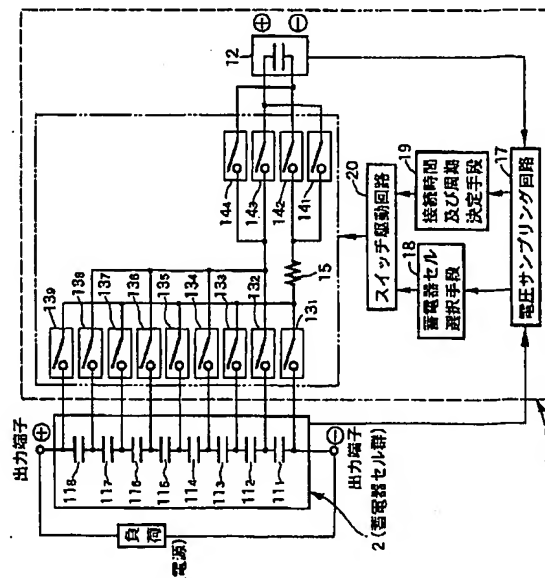 12
⊕
⊖
14₄
14₃
14₂
14₁
15
13₉
13₈
13₇
13₆
13₅
13₄
13₃
13₂
13₁
20
スイッチ駆動回路
19
接続時間
及び周期
決定手段
18
蓄電器セル
選択手段
17
電圧サンプリング回路
出力端子
⊕
11₈
11₇
11₆
11₅
11₄
11₃
11₂
11₁
⊖
出力端子
2(蓄電器セル群)
負荷
電源)